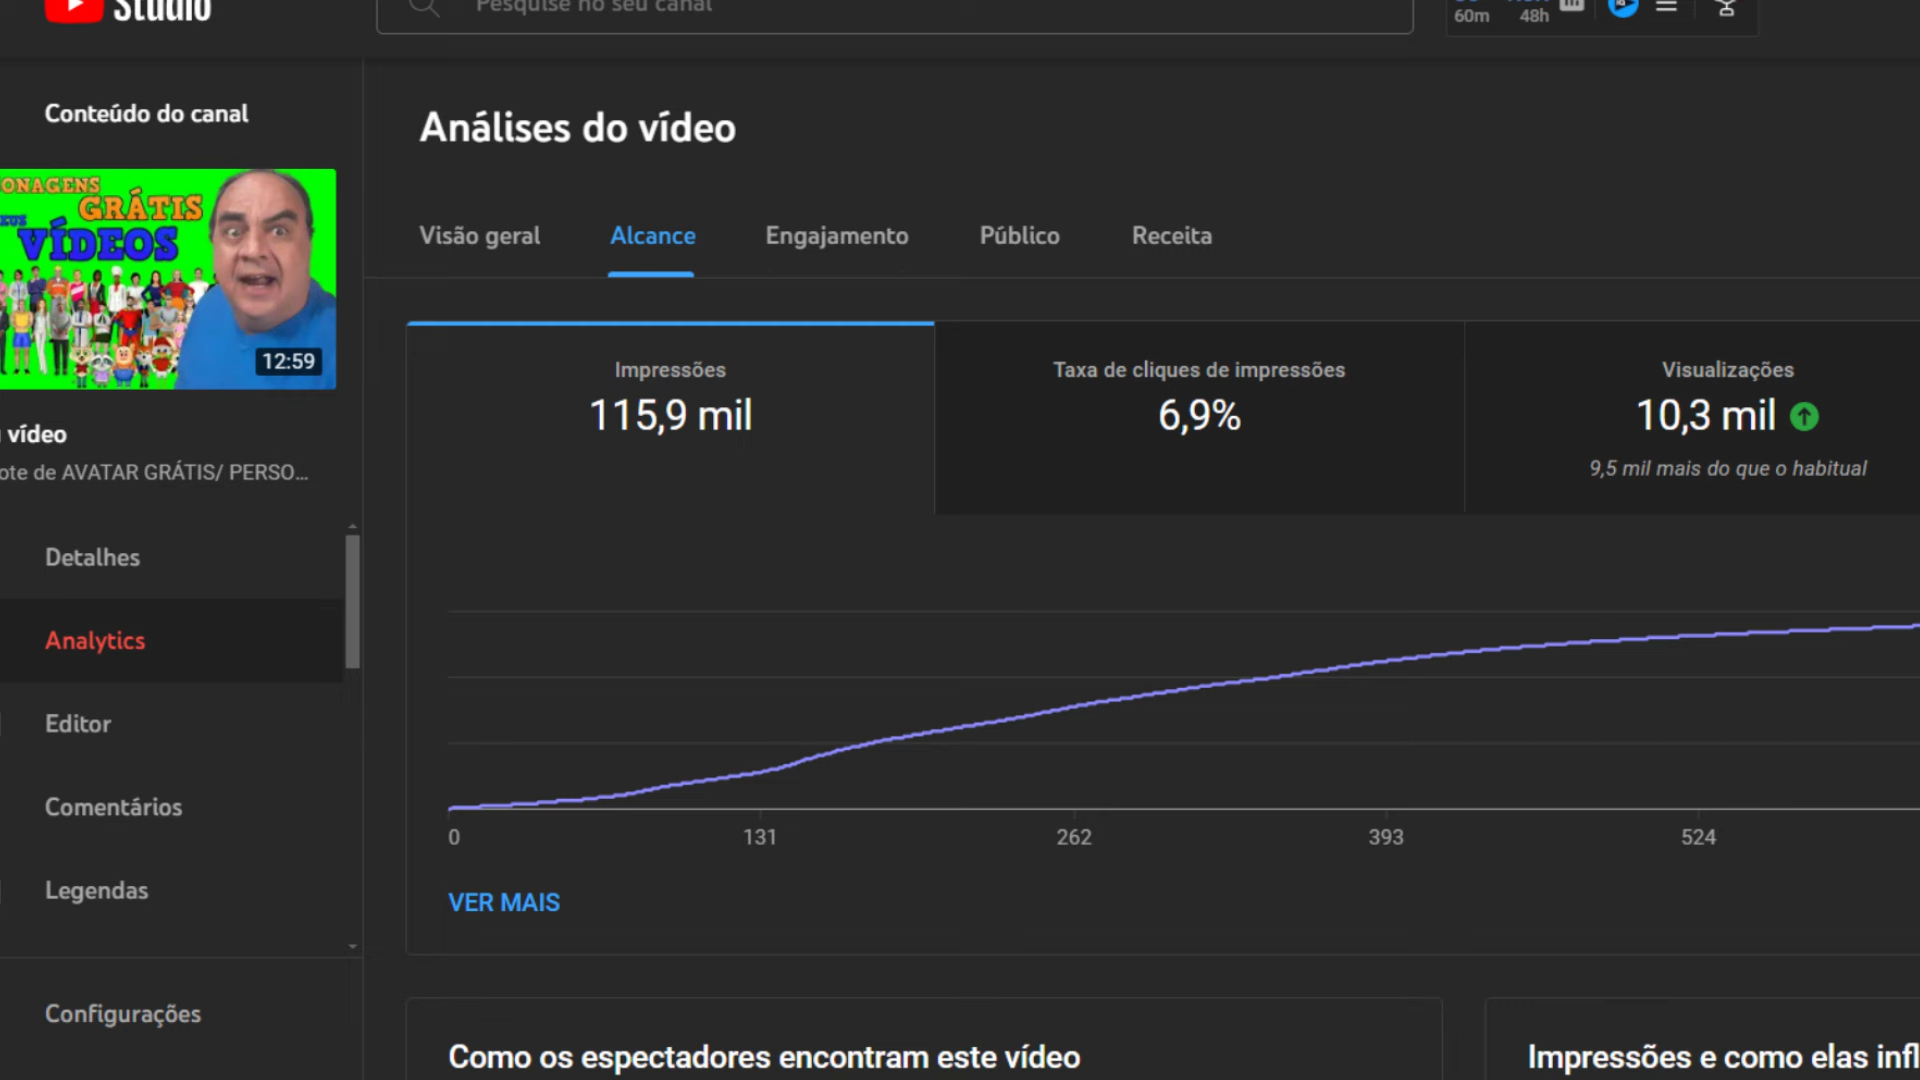 Studio
Pesquise no seu canal
60m
48h
Conteúdo do canal
Análises do vídeo
ONAGENS
GRÁTIS
EUS
VÍDEOS
12:59
Visão geral
Alcance
Engajamento
Público
Receita
Impressões
115,9 mil
Taxa de cliques de impressões
6,9%
Visualizações
10,3 mil
9,5 mil mais do que o habitual
vídeo
ote de AVATAR GRÁTIS/ PERSO...
Detalhes
Analytics
Editor
Comentários
Legendas
Configurações
0
131
262
393
524
VER MAIS
Como os espectadores encontram este vídeo
Impressões e como elas infl